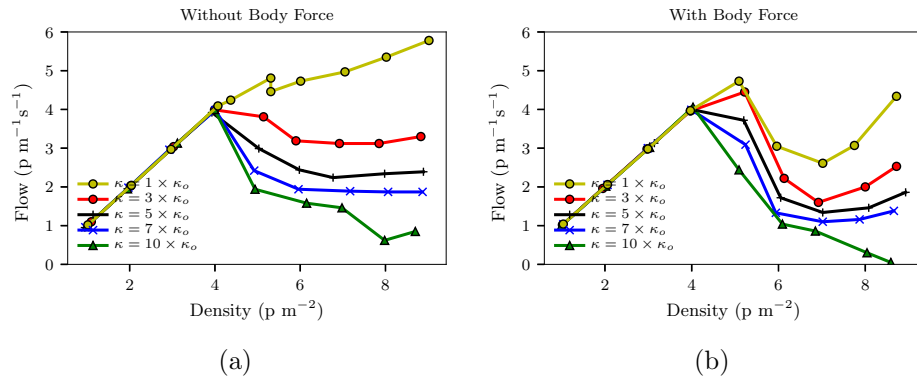 Without Body Force
6
5
4
3
2
1
0
Flow (p m⁻¹s⁻¹)
κ = 1 × κₒ
κ = 3 × κₒ
κ = 5 × κₒ
κ = 7 × κₒ
κ = 10 × κₒ
2 4 6 8
Density (p m⁻²)
(a)
With Body Force
6
5
4
3
2
1
0
Flow (p m⁻¹s⁻¹)
κ = 1 × κₒ
κ = 3 × κₒ
κ = 5 × κₒ
κ = 7 × κₒ
κ = 10 × κₒ
2 4 6 8
Density (p m⁻²)
(b)